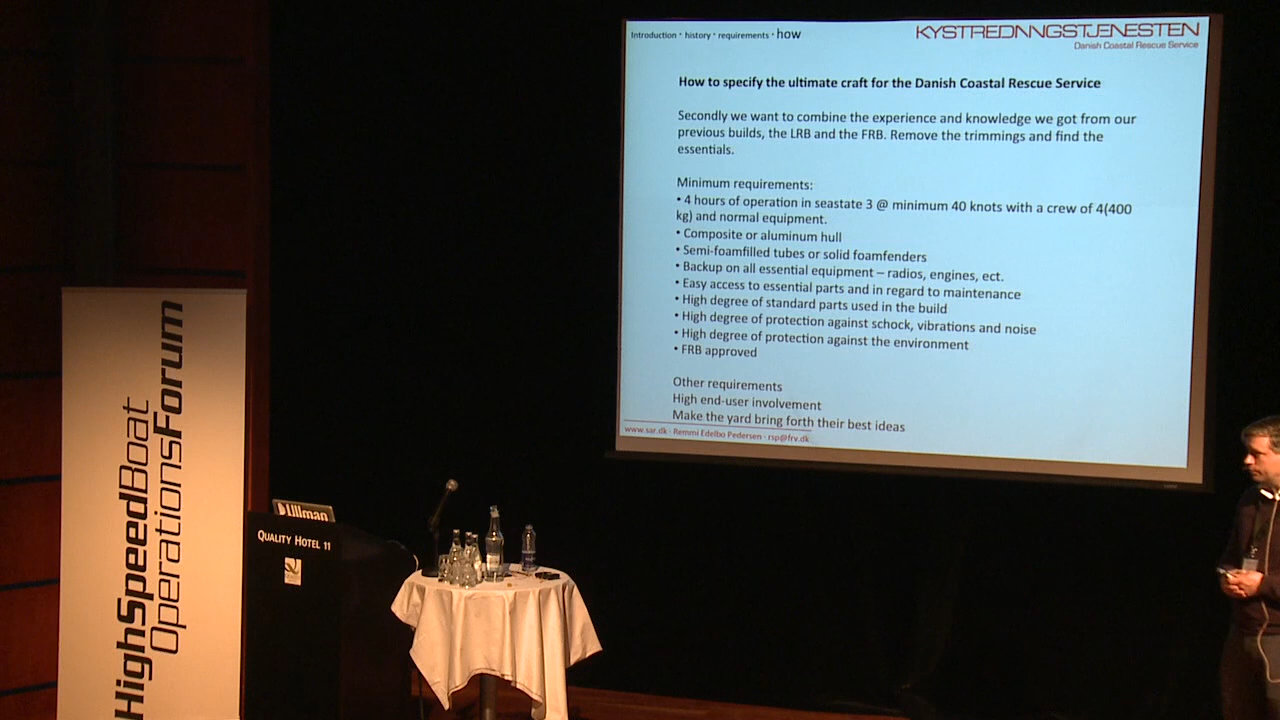 Introduction · history · requirements · how
KYSTREDNINGSTJENESTEN
Danish Coastal Rescue Service
How to specify the ultimate craft for the Danish Coastal Rescue Service
Secondly we want to combine the experience and knowledge we got from our
previous builds, the LRB and the FRB. Remove the trimmings and find the
essentials.
Minimum requirements:
• 4 hours of operation in seastate 3 @ minimum 40 knots with a crew of 4(400
kg) and normal equipment.
• Composite or aluminum hull
• Semi-foamfilled tubes or solid foamfenders
• Backup on all essential equipment – radios, engines, ect.
• Easy access to essential parts and in regard to maintenance
• High degree of standard parts used in the build
• High degree of protection against schock, vibrations and noise
• High degree of protection against the environment
• FRB approved
Other requirements
High end-user involvement
Make the yard bring forth their best ideas
www.sar.dk · Remmi Edelbo Pedersen · rsp@frv.dk
HighSpeedBoat
OperationsForum
Ullman
QUALITY HOTEL 11